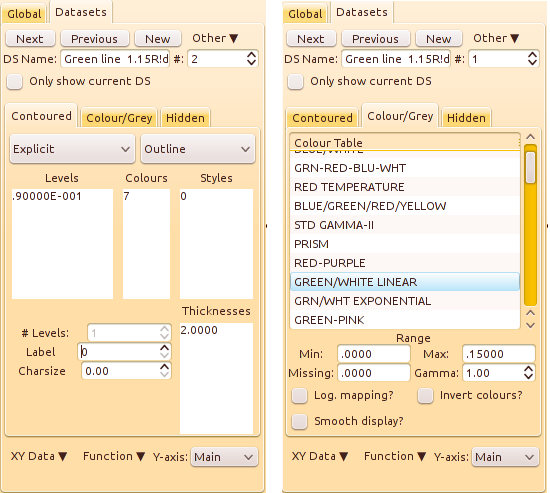 Global Datasets
Next Previous New Other ▼
DS Name: Green line 1.15R!d #: 2
Only show current DS
Contoured Colour/Grey Hidden
Explicit Outline
Levels Colours Styles
.90000E-001 7 0
Thicknesses
2.0000
# Levels: 1
Label 0
Charsize 0.00
XY Data ▼ Function ▼ Y-axis: Main
Global Datasets
Next Previous New Other ▼
DS Name: Green line 1.15R!d #: 1
Only show current DS
Contoured Colour/Grey Hidden
Colour Table
BLUE/WHITE
GRN-RED-BLU-WHT
RED TEMPERATURE
BLUE/GREEN/RED/YELLOW
STD GAMMA-II
PRISM
RED-PURPLE
GREEN/WHITE LINEAR
GRN/WHT EXPONENTIAL
GREEN-PINK
Range
Min: .0000 Max: .15000
Missing: .0000 Gamma: 1.00
Log. mapping? Invert colours?
Smooth display?
XY Data ▼ Function ▼ Y-axis: Main